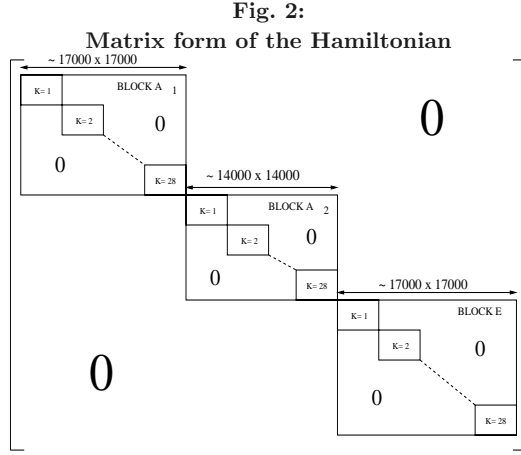 Fig. 2:
Matrix form of the Hamiltonian
~ 17000 x 17000
BLOCK A 1
K= 1
K= 2
0
0
K= 28
0
~ 14000 x 14000
BLOCK A 2
K= 1
K= 2
0
0
K= 28
~ 17000 x 17000
BLOCK E
K= 1
K= 2
0
0
K= 28
0